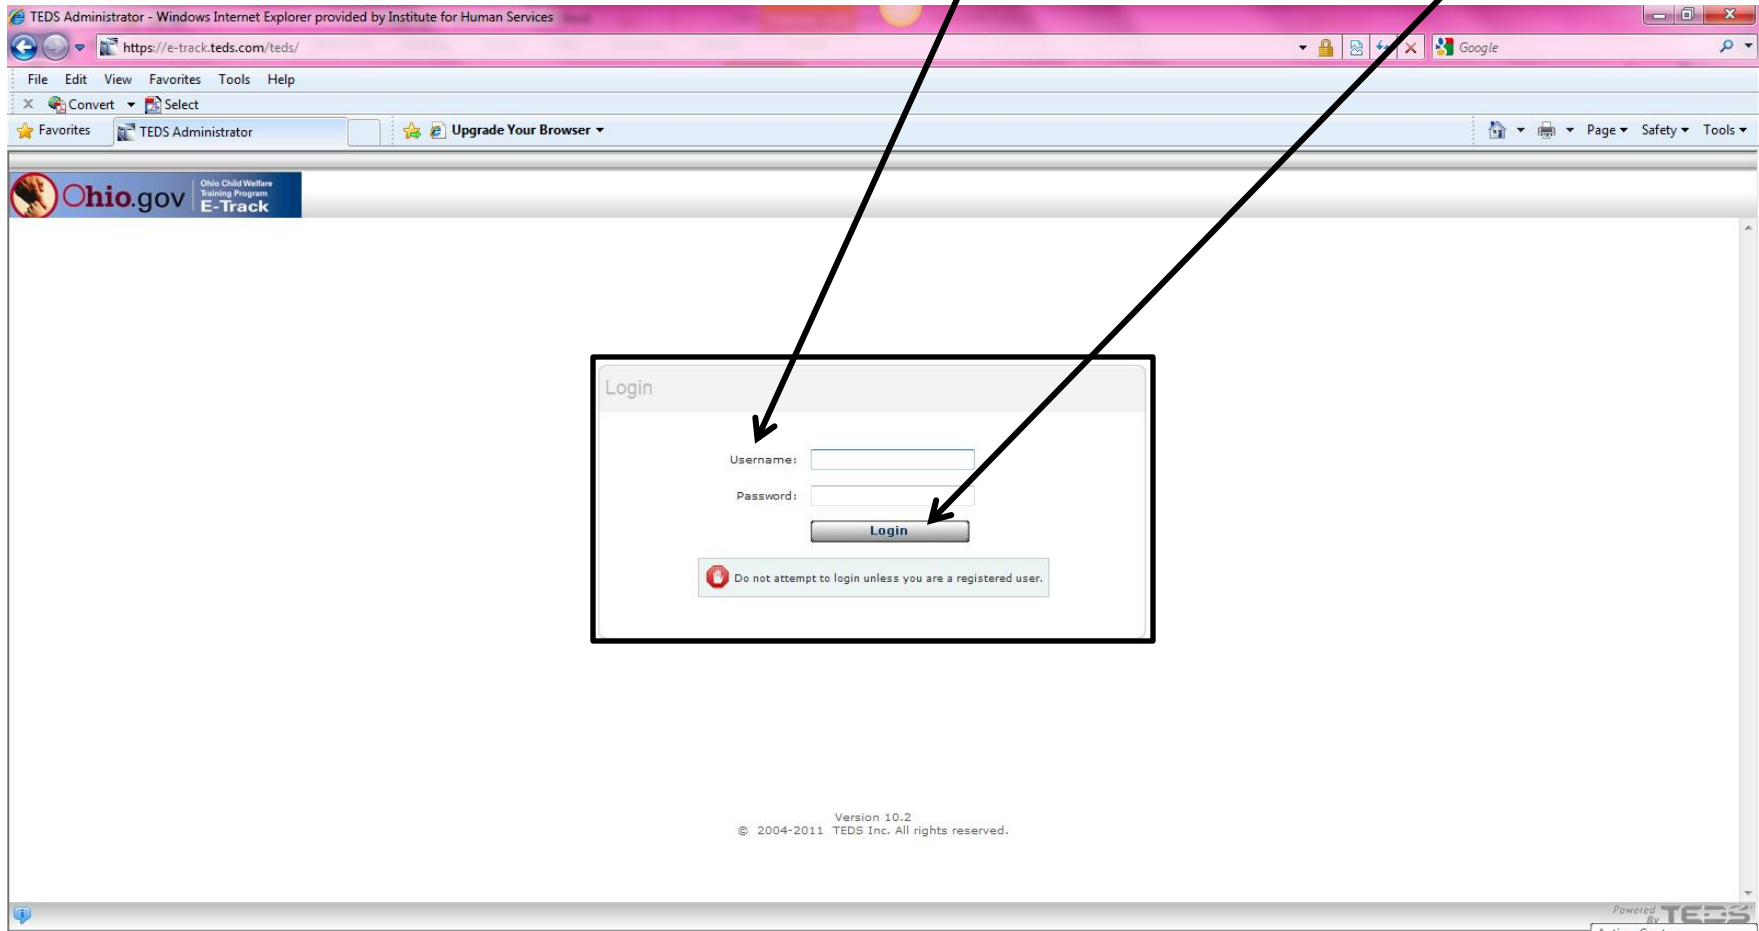 TEDS Administrator - Windows Internet Explorer provided by Institute for Human Services
https://e-track.teds.com/teds/
Google
File Edit View Favorites Tools Help
X Convert Select
Favorites TEDS Administrator Upgrade Your Browser Page Safety Tools
Ohio.gov
Ohio Child Welfare
Training Program
E-Track
Login
Username:
Password:
Login
Do not attempt to login unless you are a registered user.
Version 10.2
© 2004-2011 TEDS Inc. All rights reserved.
Powered
By TEDS